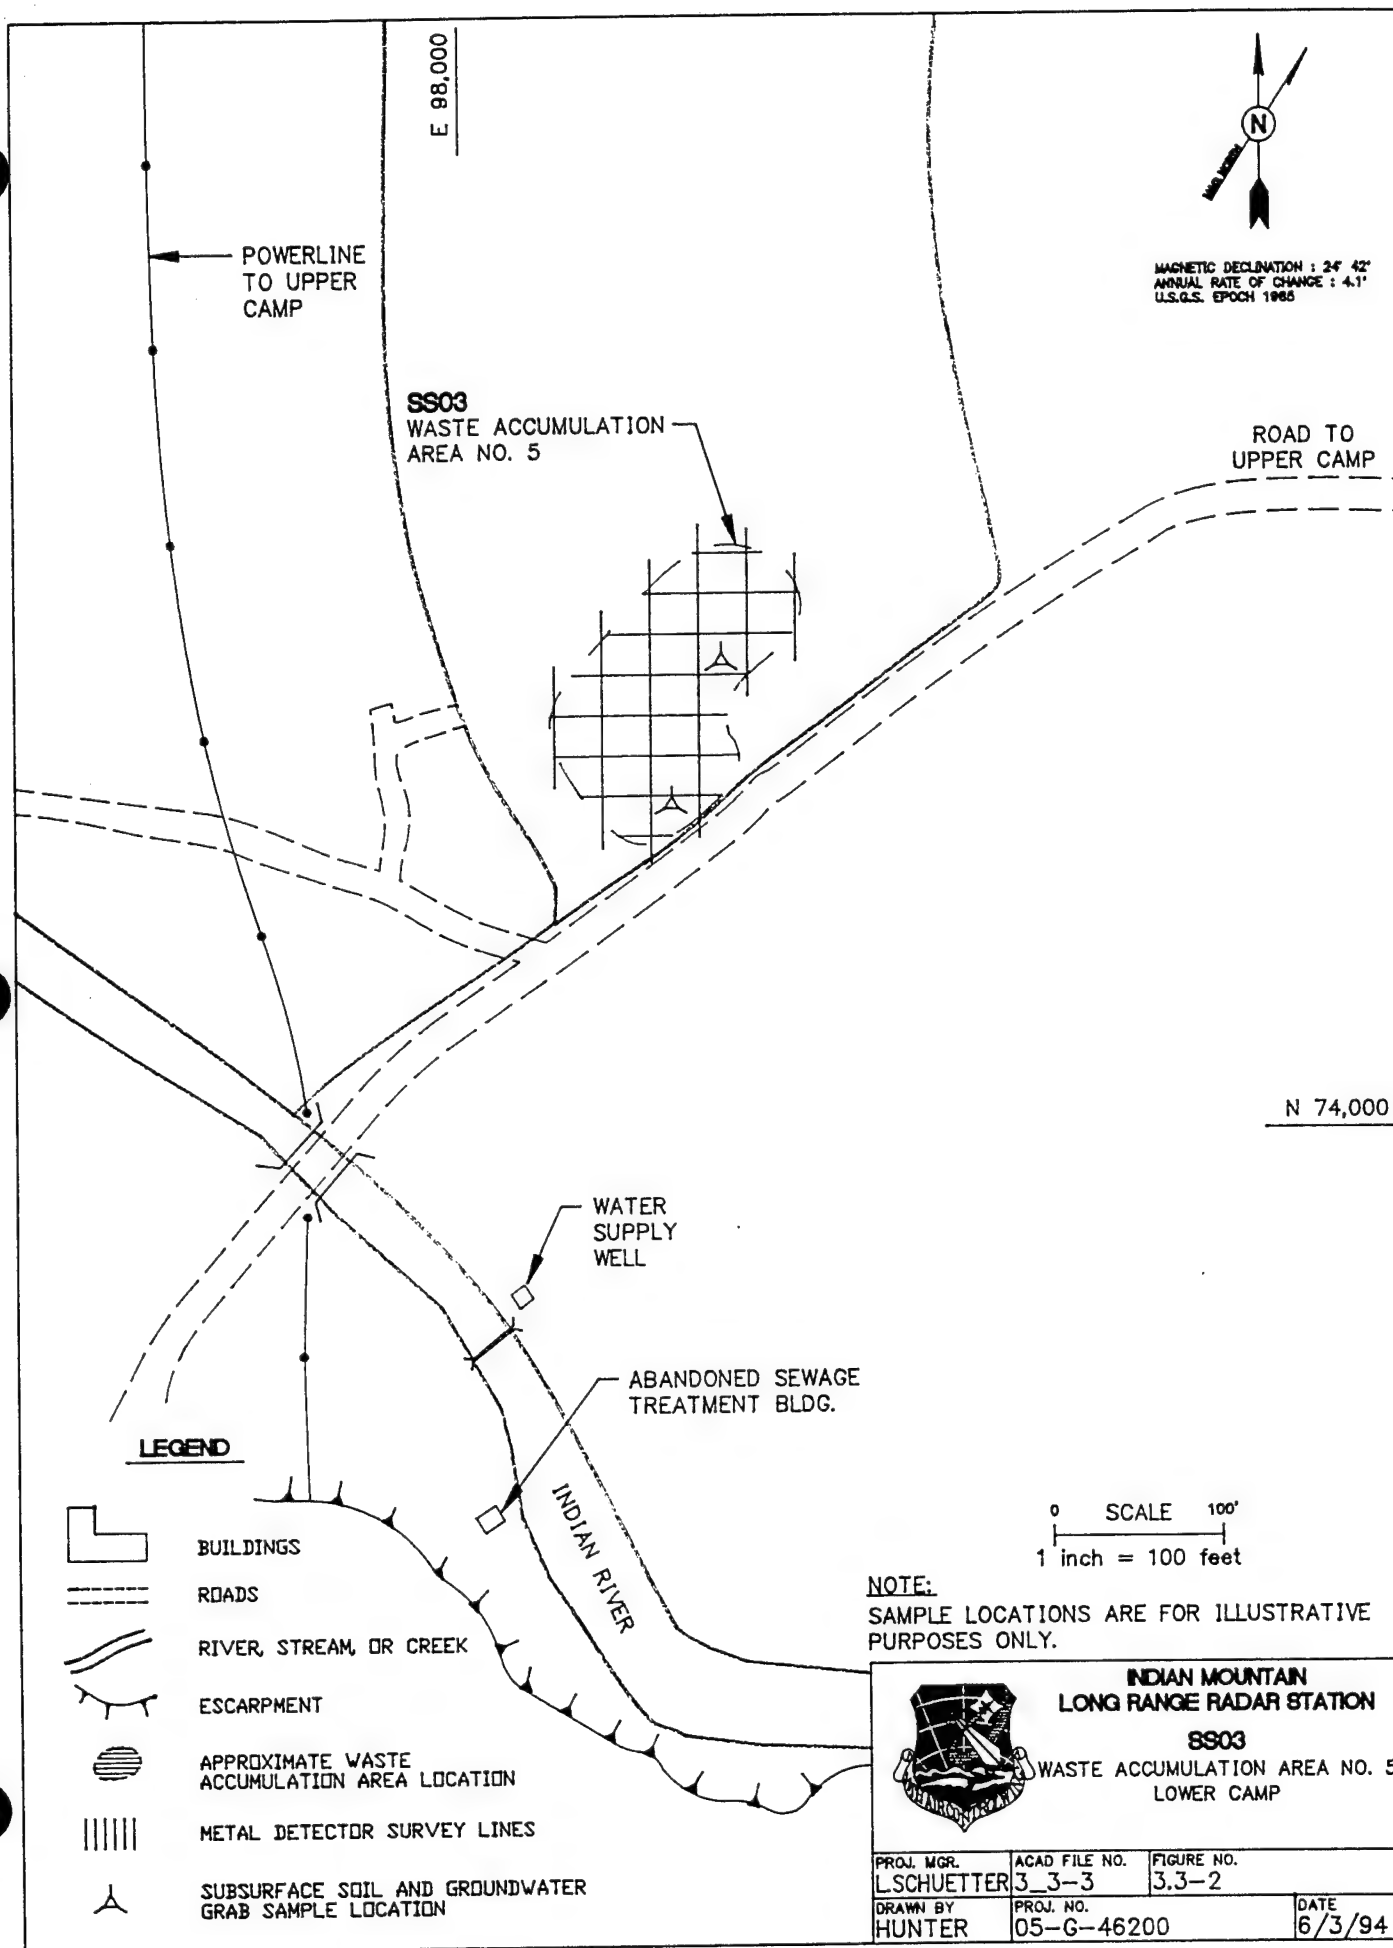 E 98,000
N
MAG NORTH
MAGNETIC DECLINATION : 24° 42'
ANNUAL RATE OF CHANGE : 4.1'
U.S.G.S. EPOCH 1965
POWERLINE
TO UPPER
CAMP
SS03
WASTE ACCUMULATION
AREA NO. 5
ROAD TO
UPPER CAMP
N 74,000
WATER
SUPPLY
WELL
ABANDONED SEWAGE
TREATMENT BLDG.
INDIAN RIVER
LEGEND
BUILDINGS
ROADS
RIVER, STREAM, OR CREEK
ESCARPMENT
APPROXIMATE WASTE
ACCUMULATION AREA LOCATION
METAL DETECTOR SURVEY LINES
SUBSURFACE SOIL AND GROUNDWATER
GRAB SAMPLE LOCATION
0 SCALE 100'
1 inch = 100 feet
NOTE:
SAMPLE LOCATIONS ARE FOR ILLUSTRATIVE
PURPOSES ONLY.
INDIAN MOUNTAIN
LONG RANGE RADAR STATION
SS03
WASTE ACCUMULATION AREA NO. 5
LOWER CAMP
PROJ. MGR.
LSCHUETTER
ACAD FILE NO.
3_3-3
FIGURE NO.
3.3-2
DRAWN BY
HUNTER
PROJ. NO.
05-G-46200
DATE
6/3/94